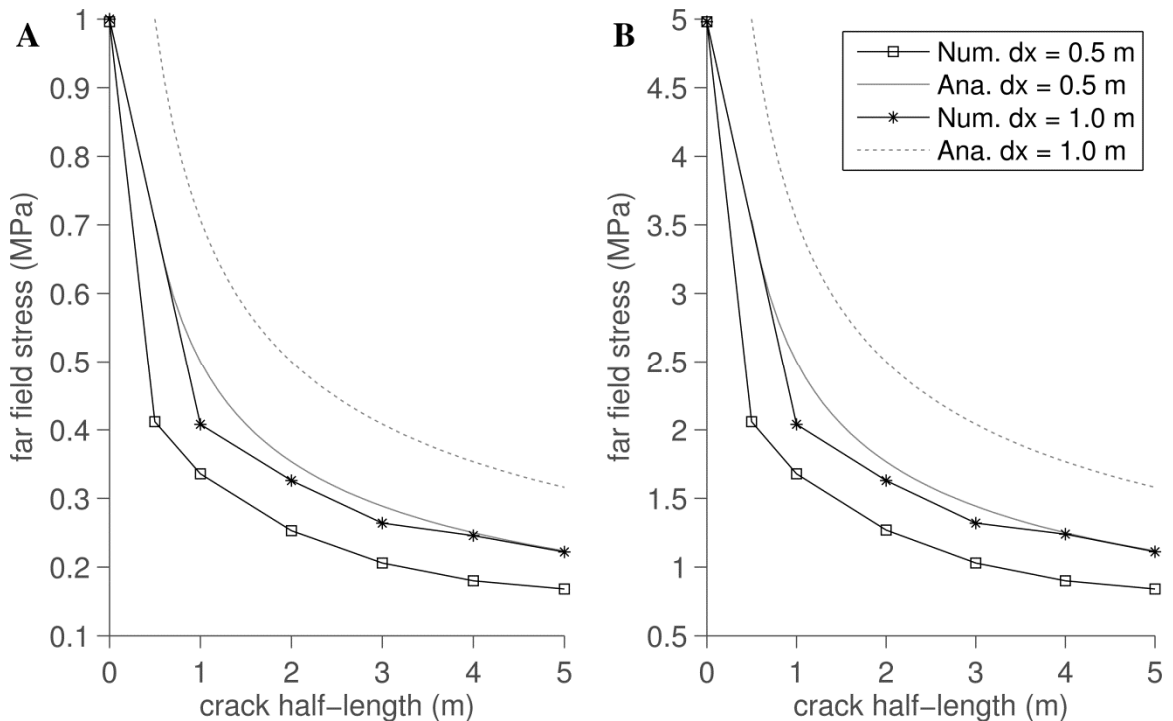 A
1
0.9
0.8
0.7
0.6
0.5
0.4
0.3
0.2
0.1
far field stress (MPa)
0 1 2 3 4 5
crack half-length (m)
B
5
4.5
4
3.5
3
2.5
2
1.5
1
0.5
far field stress (MPa)
0 1 2 3 4 5
crack half-length (m)
Num. dx = 0.5 m
Ana. dx = 0.5 m
Num. dx = 1.0 m
Ana. dx = 1.0 m